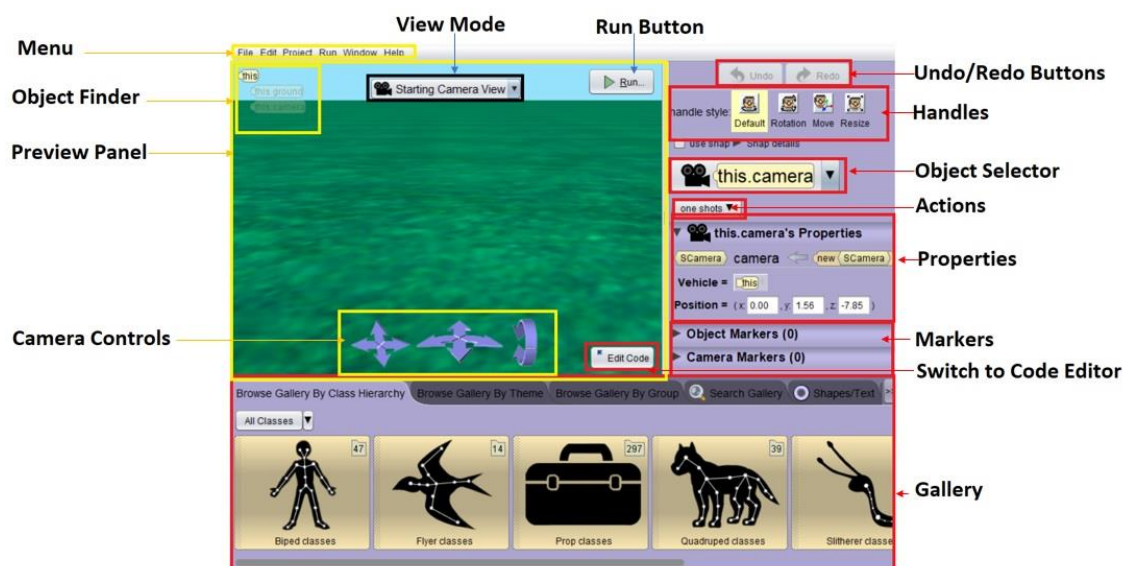 View Mode
Run Button
Menu
File Edit Project Run Window Help
Object Finder
this
this ground
this.camera
Starting Camera View
Run...
Undo
Redo
Undo/Redo Buttons
handle style:
Default
Rotation
Move
Resize
Handles
Preview Panel
use snap
Snap details
this.camera
Object Selector
one shots
Actions
this.camera's Properties
SCamera camera new SCamera
Properties
Vehicle = this
Position = (x: 0.00 , y: 1.56 , z: -7.85 )
Camera Controls
Object Markers (0)
Markers
Edit Code
Camera Markers (0)
Switch to Code Editor
Browse Gallery By Class Hierarchy
Browse Gallery By Theme
Browse Gallery By Group
Search Gallery
Shapes/Text
>>
All Classes
47
14
297
39
Gallery
Biped classes
Flyer classes
Prop classes
Quadruped classes
Slitherer classe